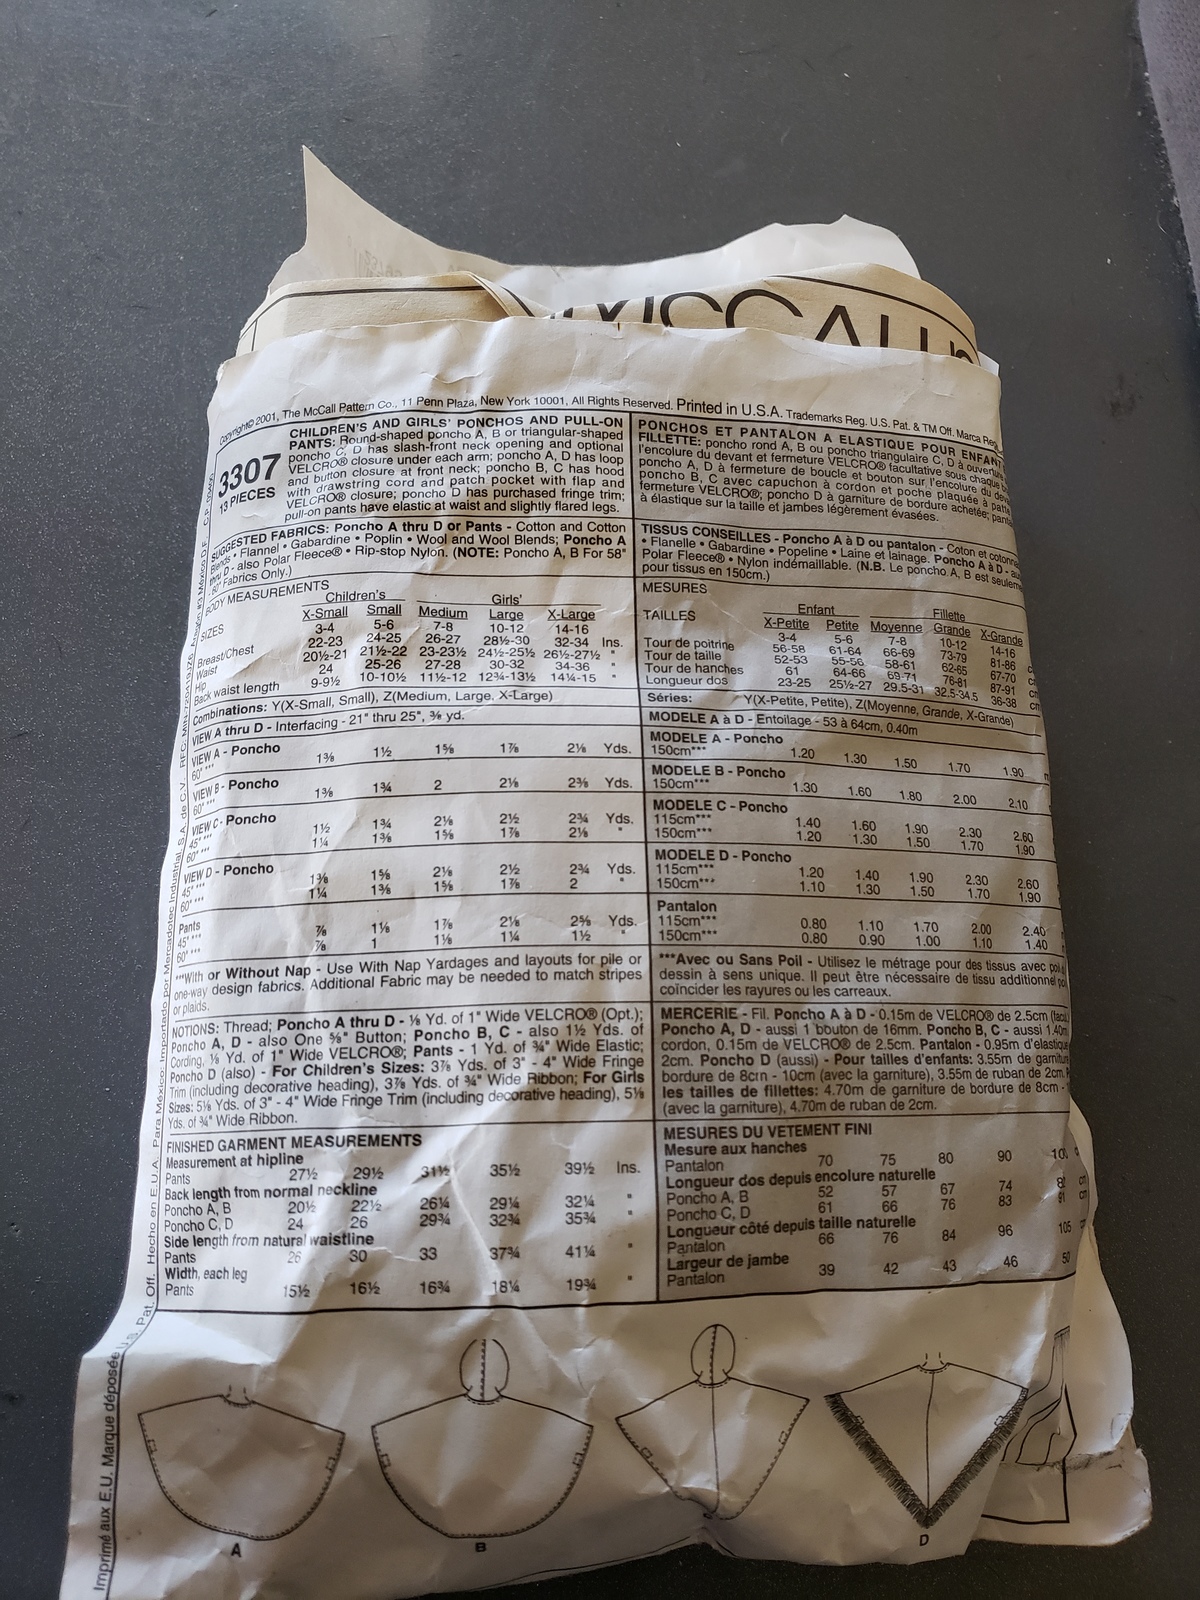 McCALL'S
Copyright© 2001, The McCall Pattern Co., 11 Penn Plaza, New York 10001, All Rights Reserved. Printed in U.S.A. Trademarks Reg. U.S. Pat. & TM Off. Marca Reg.
3307
13 PIECES
CHILDREN'S AND GIRLS' PONCHOS AND PULL-ON
PANTS: Round-shaped poncho A, B or triangular-shaped
poncho C, D has slash-front neck opening and optional
VELCRO® closure under each arm; poncho A, D has loop
and button closure at front neck; poncho B, C has hood
with drawstring cord and patch pocket with flap and
VELCRO® closure; poncho D has purchased fringe trim;
pull-on pants have elastic at waist and slightly flared legs.
SUGGESTED FABRICS: Poncho A thru D or Pants - Cotton and Cotton
Blends • Flannel • Gabardine • Poplin • Wool and Wool Blends; Poncho A
thru D - also Polar Fleece® • Rip-stop Nylon. (NOTE: Poncho A, B For 58"
60" Fabrics Only.)
BODY MEASUREMENTS
Children's Girls'
X-Small Small Medium Large X-Large
SIZES 3-4 5-6 7-8 10-12 14-16
Breast/Chest 22-23 24-25 26-27 28½-30 32-34 Ins.
Waist 20½-21 21½-22 23-23½ 24½-25½ 26½-27½ "
Hip 24 25-26 27-28 30-32 34-36 "
Back waist length 9-9½ 10-10½ 11½-12 12¾-13½ 14¼-15 "
Combinations: Y(X-Small, Small), Z(Medium, Large, X-Large)
VIEW A thru D - Interfacing - 21" thru 25", ⅜ yd.
VIEW A - Poncho
60" *** 1⅜ 1½ 1⅝ 1⅞ 2⅛ Yds.
VIEW B - Poncho
60" *** 1⅜ 1¾ 2 2⅛ 2⅜ Yds.
VIEW C - Poncho
45" *** 1½ 1¾ 2⅛ 2½ 2¾ Yds.
60" *** 1¼ 1⅜ 1⅝ 1⅞ 2⅛ "
VIEW D - Poncho
45" *** 1⅜ 1⅝ 2⅛ 2½ 2¾ Yds.
60" *** 1¼ 1⅜ 1⅝ 1⅞ 2 "
Pants
45" *** ⅞ 1⅛ 1⅞ 2⅛ 2⅝ Yds.
60" *** ⅞ 1 1⅛ 1¼ 1½ "
***With or Without Nap - Use With Nap Yardages and layouts for pile or
one-way design fabrics. Additional Fabric may be needed to match stripes
or plaids.
NOTIONS: Thread; Poncho A thru D - ⅛ Yd. of 1" Wide VELCRO® (Opt.);
Poncho A, D - also One ⅝" Button; Poncho B, C - also 1½ Yds. of
Cording, ⅛ Yd. of 1" Wide VELCRO®; Pants - 1 Yd. of ¾" Wide Elastic;
Poncho D (also) - For Children's Sizes: 3⅞ Yds. of 3" - 4" Wide Fringe
Trim (including decorative heading), 3⅞ Yds. of ¾" Wide Ribbon; For Girls
Sizes: 5⅛ Yds. of 3" - 4" Wide Fringe Trim (including decorative heading), 5⅛
Yds. of ¾" Wide Ribbon.
FINISHED GARMENT MEASUREMENTS
Measurement at hipline
Pants 27½ 29½ 31½ 35½ 39½ Ins.
Back length from normal neckline
Poncho A, B 20½ 22½ 26¼ 29¼ 32¼ "
Poncho C, D 24 26 29¾ 32¾ 35¾ "
Side length from natural waistline
Pants 26 30 33 37¾ 41¼ "
Width, each leg
Pants 15½ 16½ 16¾ 18¼ 19¾ "
PONCHOS ET PANTALON A ELASTIQUE POUR ENFANT
FILLETTE: poncho rond A, B ou poncho triangulaire C, D à ouverture
l'encolure du devant et fermeture VELCRO® facultative sous chaque
poncho A, D à fermeture de boucle et bouton sur l'encolure du
poncho B, C avec capuchon à cordon et poche plaquée à patte
fermeture VELCRO®; poncho D à garniture de bordure achetée;
à élastique sur la taille et jambes légèrement évasées.
TISSUS CONSEILLES - Poncho A à D ou pantalon - Coton et
• Flanelle • Gabardine • Popeline • Laine et lainage. Poncho A à D -
Polar Fleece® • Nylon indémaillable. (N.B. Le poncho A, B est
pour tissus en 150cm.)
MESURES
Enfant Fillette
TAILLES X-Petite Petite Moyenne Grande X-Grande
3-4 5-6 7-8 10-12 14-16
Tour de poitrine 56-58 61-64 66-69 73-79 81-86
Tour de taille 52-53 55-56 58-61 62-65 67-70
Tour de hanches 61 64-66 69-71 76-81 87-91
Longueur dos 23-25 25½-27 29.5-31 32.5-34.5 36-38 cm
Séries: Y(X-Petite, Petite), Z(Moyenne, Grande, X-Grande)
MODELE A à D - Entoilage - 53 à 64cm, 0.40m
MODELE A - Poncho
150cm*** 1.20 1.30 1.50 1.70 1.90
MODELE B - Poncho
150cm*** 1.30 1.60 1.80 2.00 2.10
MODELE C - Poncho
115cm*** 1.40 1.60 1.90 2.30 2.60
150cm*** 1.20 1.30 1.50 1.70 1.90
MODELE D - Poncho
115cm*** 1.20 1.40 1.90 2.30 2.60
150cm*** 1.10 1.30 1.50 1.70 1.90
Pantalon
115cm*** 0.80 1.10 1.70 2.00 2.40
150cm*** 0.80 0.90 1.00 1.10 1.40
***Avec ou Sans Poil - Utilisez le métrage pour des tissus avec
dessin à sens unique. Il peut être nécessaire de tissu additionnel
coïncider les rayures ou les carreaux.
MERCERIE - Fil. Poncho A à D - 0.15m de VELCRO® de 2.5cm
Poncho A, D - aussi 1 bouton de 16mm. Poncho B, C - aussi 1.40m
cordon, 0.15m de VELCRO® de 2.5cm. Pantalon - 0.95m d'élastique
2cm. Poncho D (aussi) - Pour tailles d'enfants: 3.55m de
bordure de 8cm - 10cm (avec la garniture), 3.55m de ruban de 2cm.
les tailles de fillettes: 4.70m de garniture de bordure de 8cm -
(avec la garniture), 4.70m de ruban de 2cm.
MESURES DU VETEMENT FINI
Mesure aux hanches
Pantalon 70 75 80 90 100
Longueur dos depuis encolure naturelle
Poncho A, B 52 57 67 74 cm
Poncho C, D 61 66 76 83 91 cm
Longueur côté depuis taille naturelle
Pantalon 66 76 84 96 105
Largeur de jambe
Pantalon 39 42 43 46 50
A
B
D
Imprimé aux E.U. Marque déposée U.S. Pat. Off. Hecho en E.U.A. Para México: Importado por Mercadotec Industrial, S.A. de C.V.